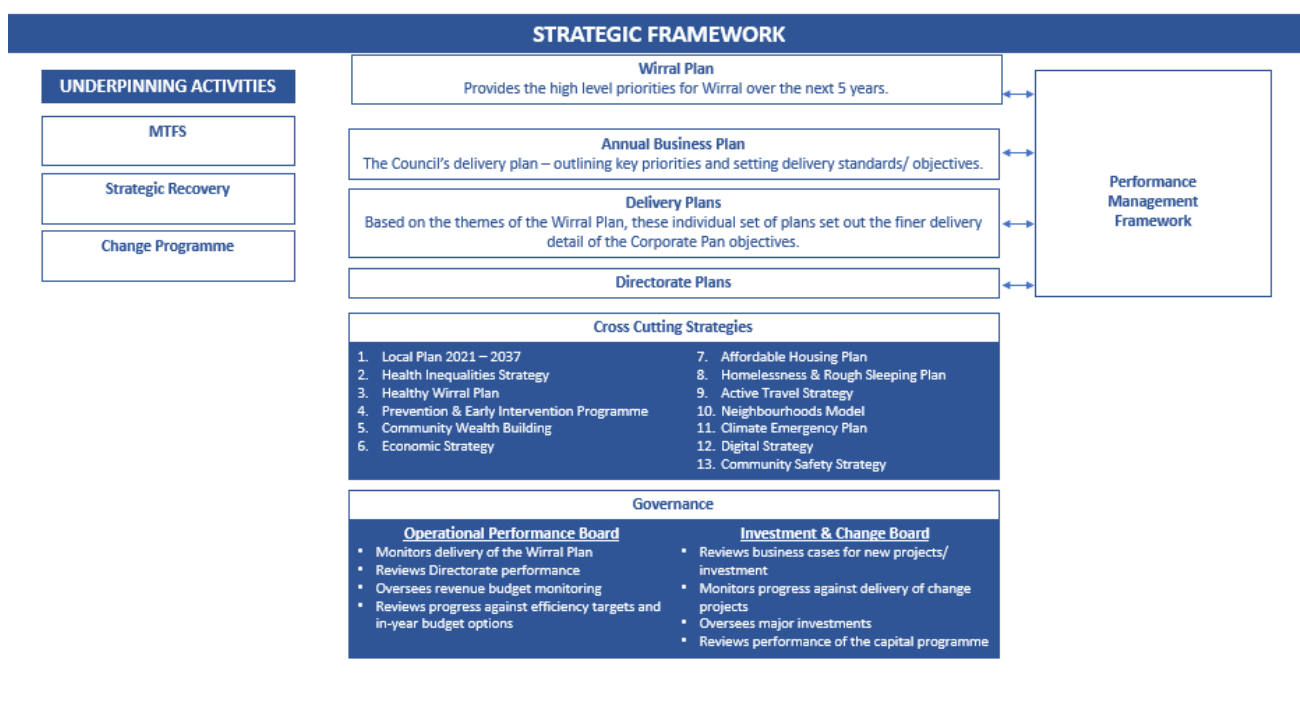 STRATEGIC FRAMEWORK
UNDERPINNING ACTIVITIES
MTFS
Strategic Recovery
Change Programme
Wirral Plan
Provides the high level priorities for Wirral over the next 5 years.
Annual Business Plan
The Council's delivery plan – outlining key priorities and setting delivery standards/ objectives.
Delivery Plans
Based on the themes of the Wirral Plan, these individual set of plans set out the finer delivery
detail of the Corporate Pan objectives.
Directorate Plans
Performance
Management
Framework
Cross Cutting Strategies
1. Local Plan 2021 – 2037
2. Health Inequalities Strategy
3. Healthy Wirral Plan
4. Prevention & Early Intervention Programme
5. Community Wealth Building
6. Economic Strategy
7. Affordable Housing Plan
8. Homelessness & Rough Sleeping Plan
9. Active Travel Strategy
10. Neighbourhoods Model
11. Climate Emergency Plan
12. Digital Strategy
13. Community Safety Strategy
Governance
Operational Performance Board
▪ Monitors delivery of the Wirral Plan
▪ Reviews Directorate performance
▪ Oversees revenue budget monitoring
▪ Reviews progress against efficiency targets and
in-year budget options
Investment & Change Board
▪ Reviews business cases for new projects/
investment
▪ Monitors progress against delivery of change
projects
▪ Oversees major investments
▪ Reviews performance of the capital programme